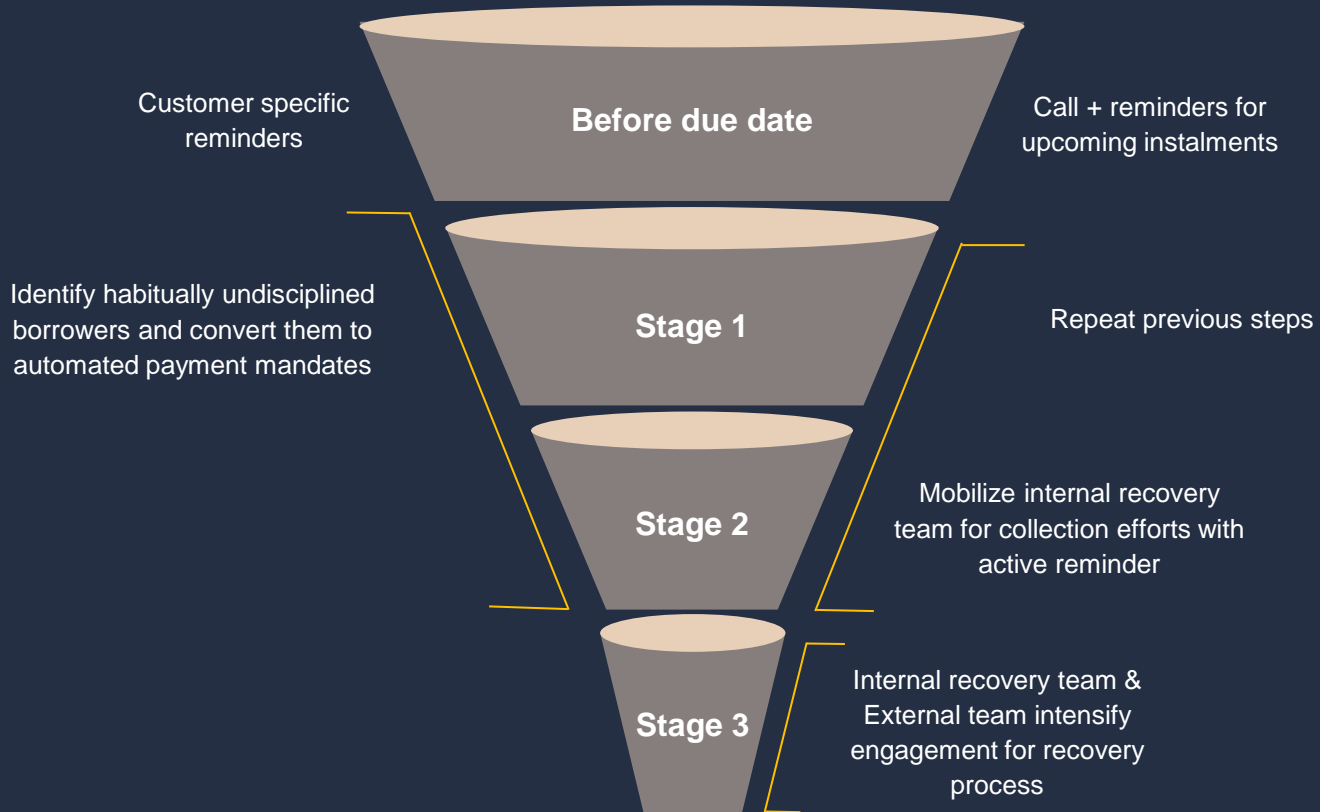 Customer specific
reminders
Before due date
Call + reminders for
upcoming instalments
Identify habitually undisciplined
borrowers and convert them to
automated payment mandates
Stage 1
Repeat previous steps
Stage 2
Mobilize internal recovery
team for collection efforts with
active reminder
Stage 3
Internal recovery team &
External team intensify
engagement for recovery
process